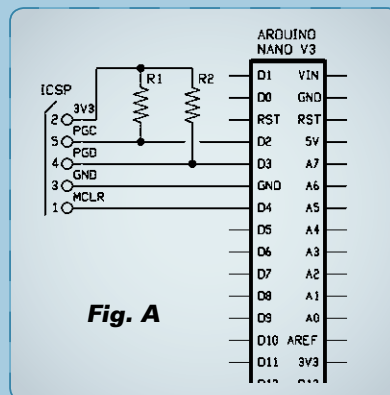 ARDUINO
NANO V3
R1
R2
ICSP
3V3
2
PGC
5
PGD
4
GND
3
MCLR
1
D1 VIN
D0 GND
RST RST
D2 5V
D3 A7
GND A6
D4 A5
D5 A4
D6 A3
D7 A2
D8 A1
D9 A0
D10 AREF
D11 3V3
D12 D13
Fig. A